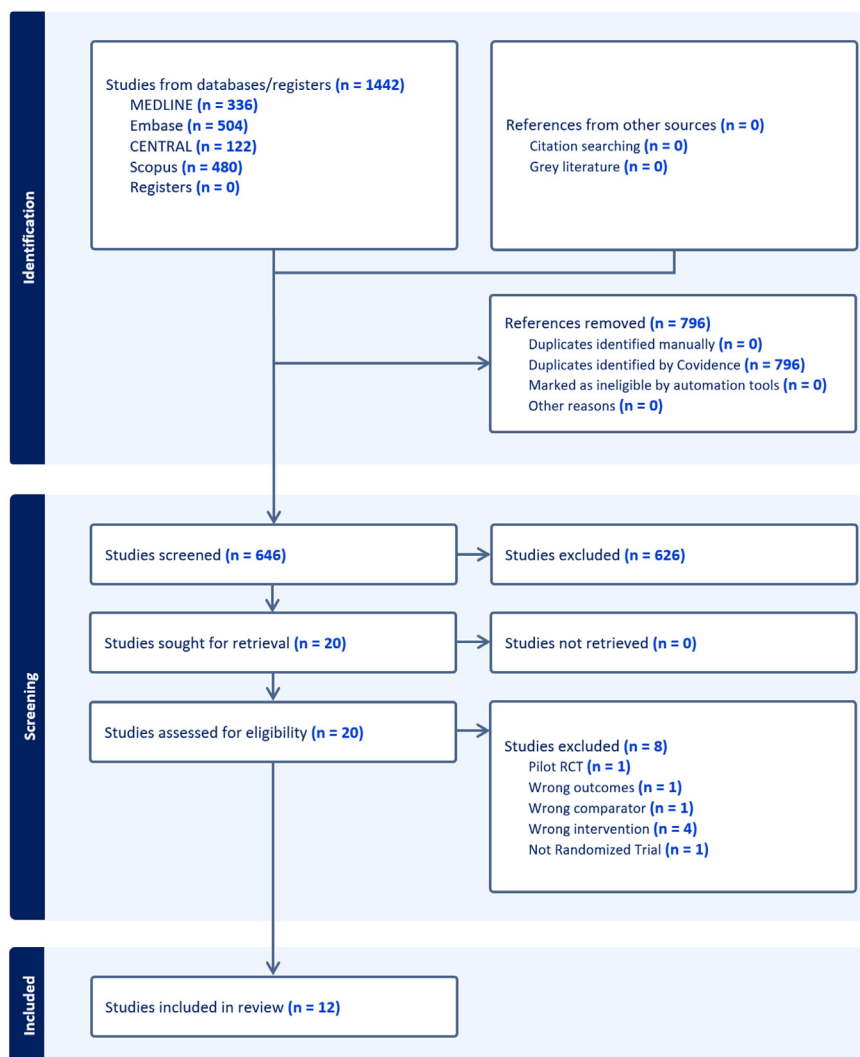 Identification
Studies from databases/registers (n = 1442)
MEDLINE (n = 336)
Embase (n = 504)
CENTRAL (n = 122)
Scopus (n = 480)
Registers (n = 0)
References from other sources (n = 0)
Citation searching (n = 0)
Grey literature (n = 0)
References removed (n = 796)
Duplicates identified manually (n = 0)
Duplicates identified by Covidence (n = 796)
Marked as ineligible by automation tools (n = 0)
Other reasons (n = 0)
Screening
Studies screened (n = 646)
Studies excluded (n = 626)
Studies sought for retrieval (n = 20)
Studies not retrieved (n = 0)
Studies assessed for eligibility (n = 20)
Studies excluded (n = 8)
Pilot RCT (n = 1)
Wrong outcomes (n = 1)
Wrong comparator (n = 1)
Wrong intervention (n = 4)
Not Randomized Trial (n = 1)
Included
Studies included in review (n = 12)